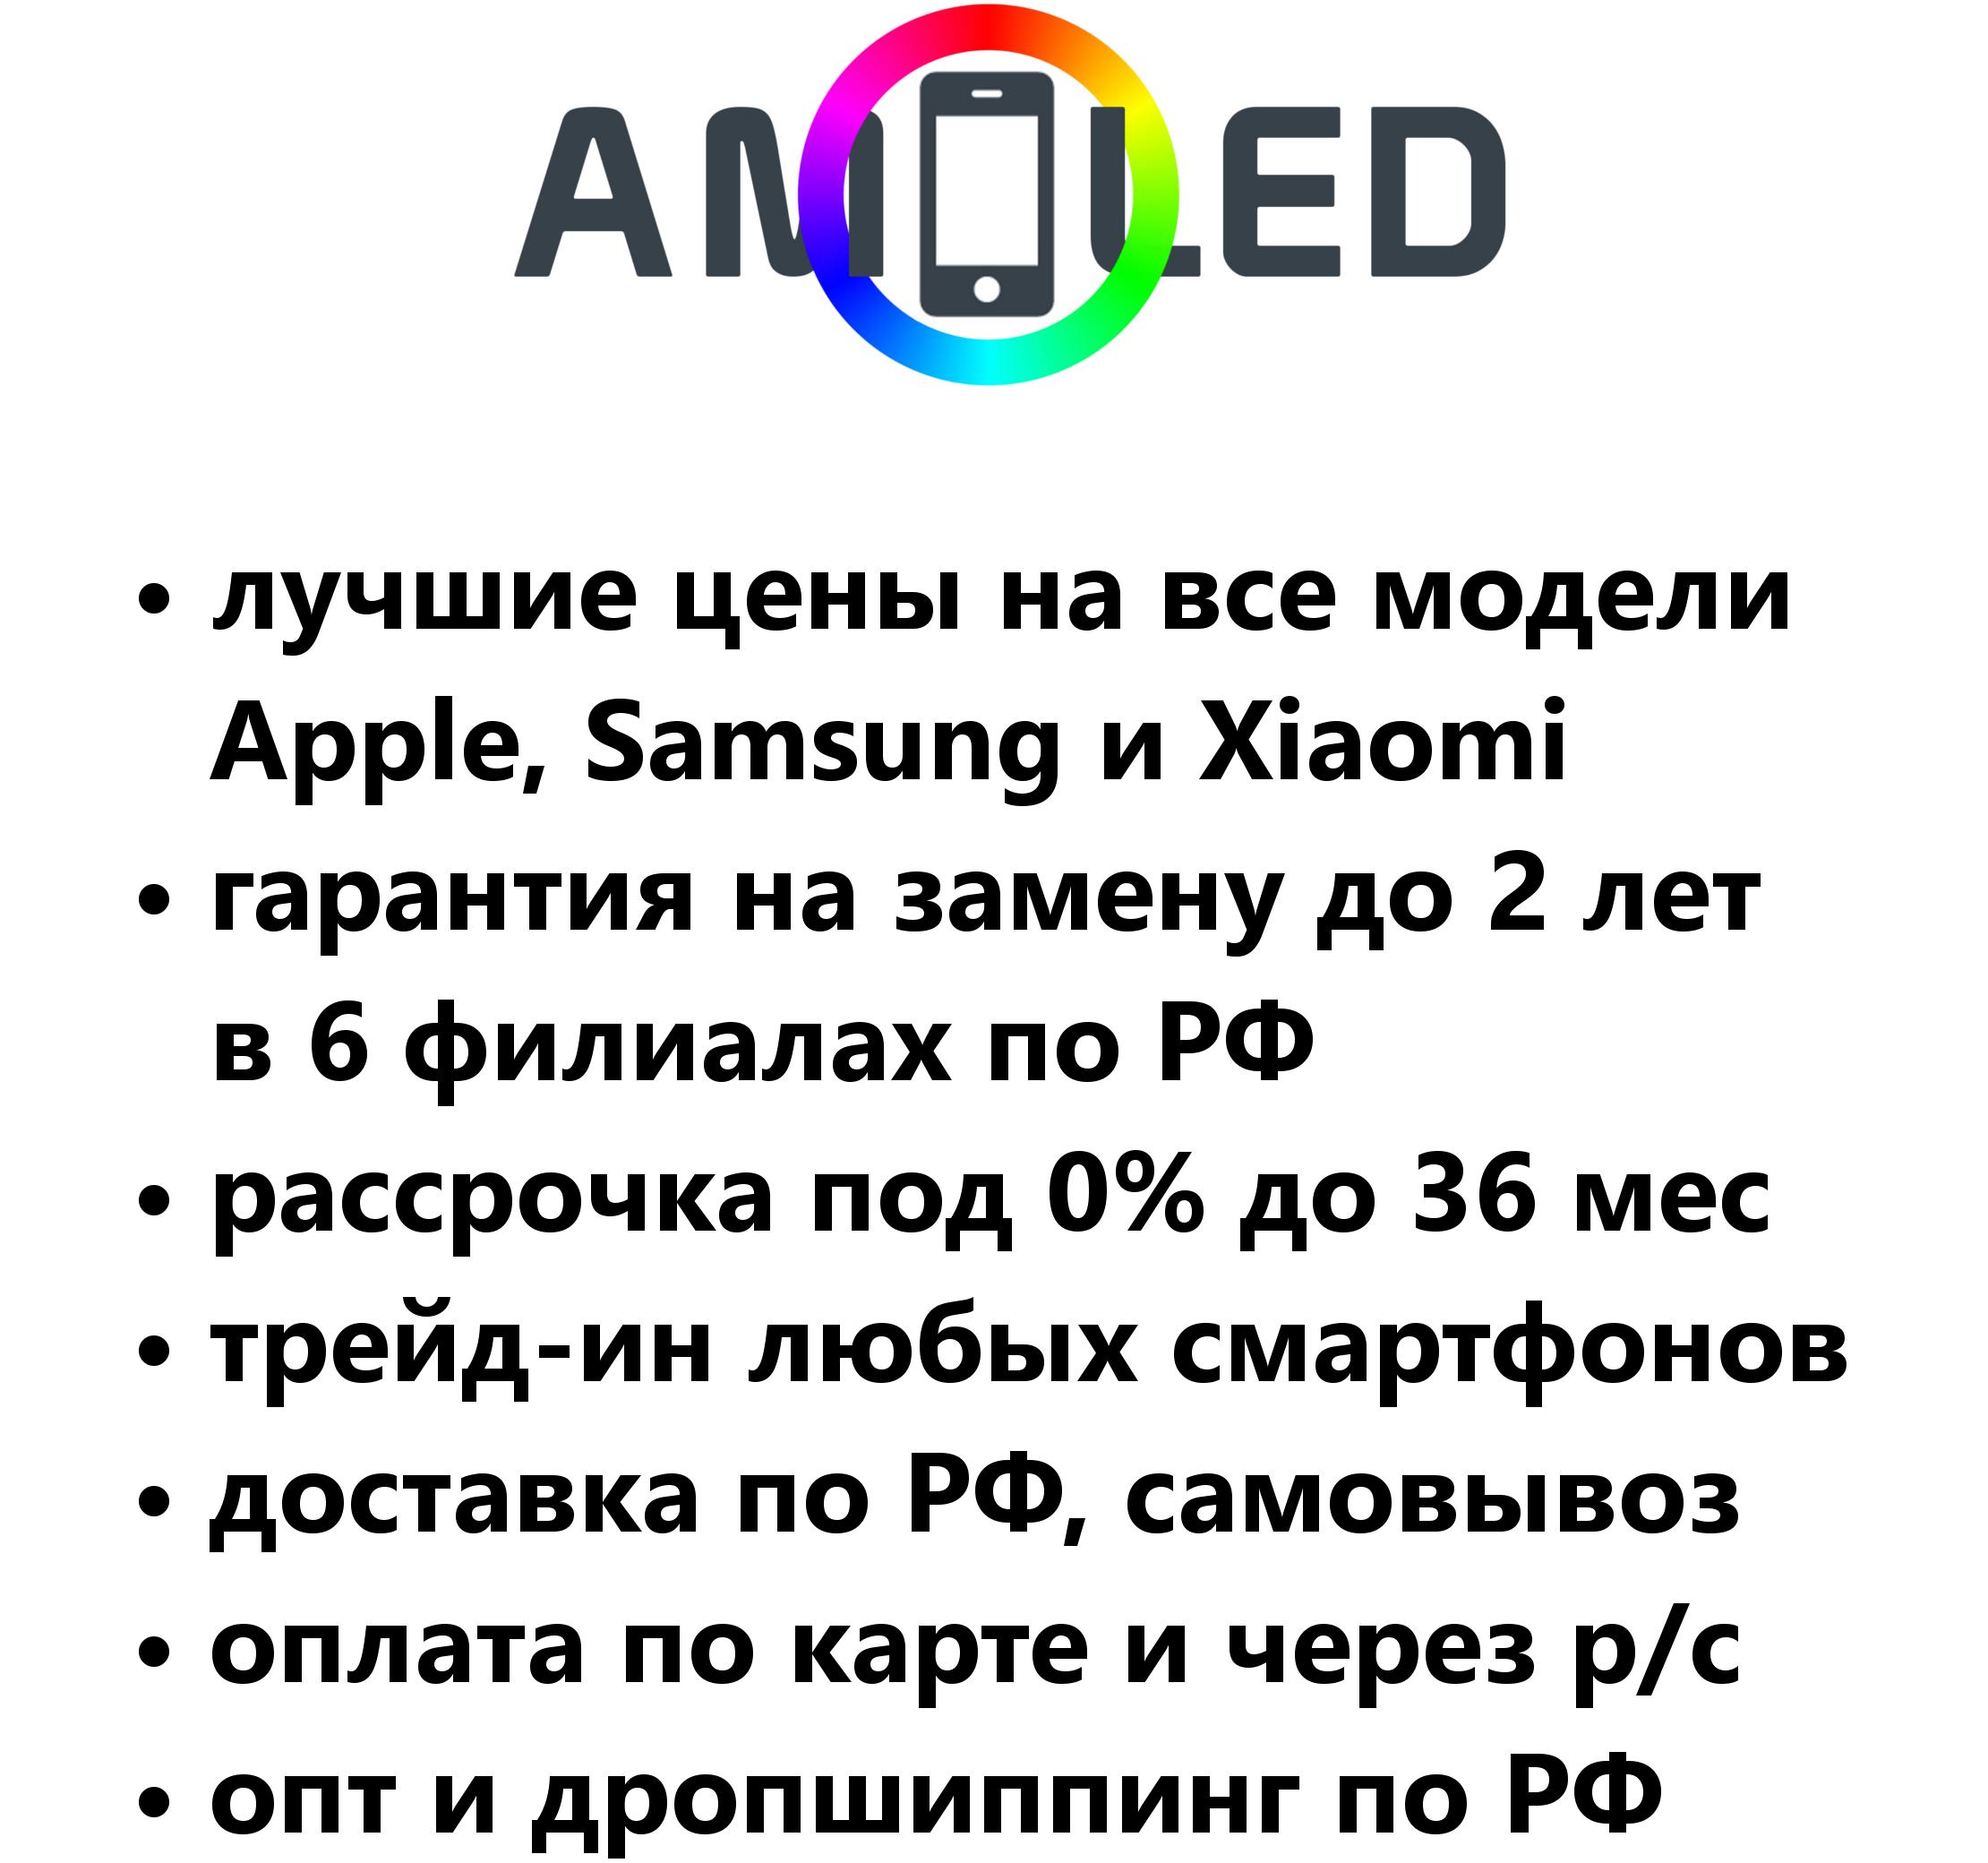 AMOLED
• лучшие цены на все модели
Apple, Samsung и Xiaomi
• гарантия на замену до 2 лет
в 6 филиалах по РФ
• рассрочка под 0% до 36 мес
• трейд-ин любых смартфонов
• доставка по РФ, самовывоз
• оплата по карте и через р/с
• опт и дропшиппинг по РФ